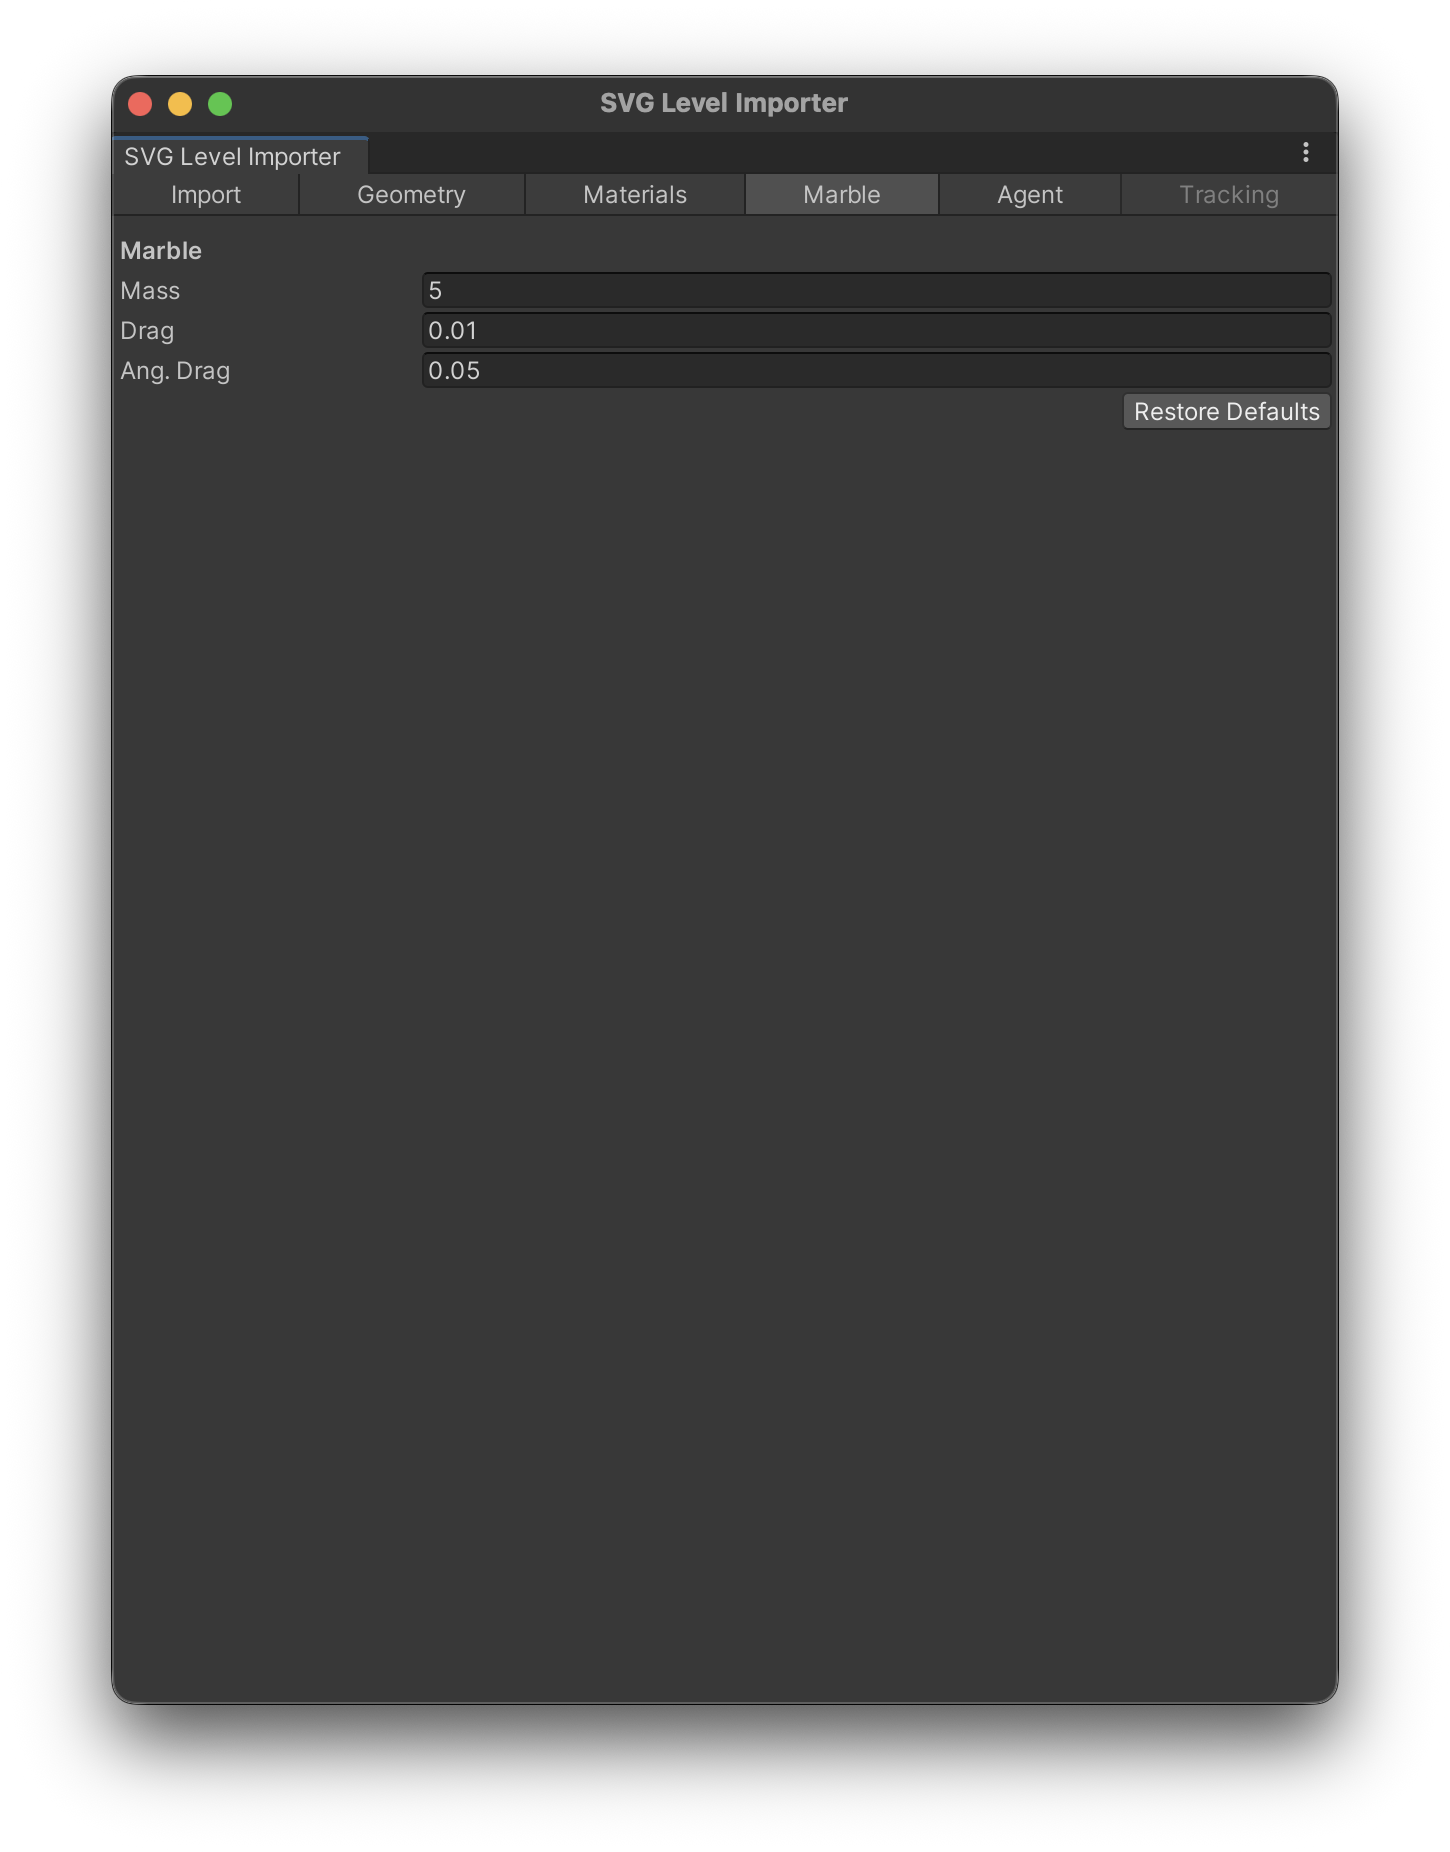 SVG Level Importer
SVG Level Importer
Import Geometry Materials Marble Agent Tracking
Marble
Mass 5
Drag 0.01
Ang. Drag 0.05
Restore Defaults